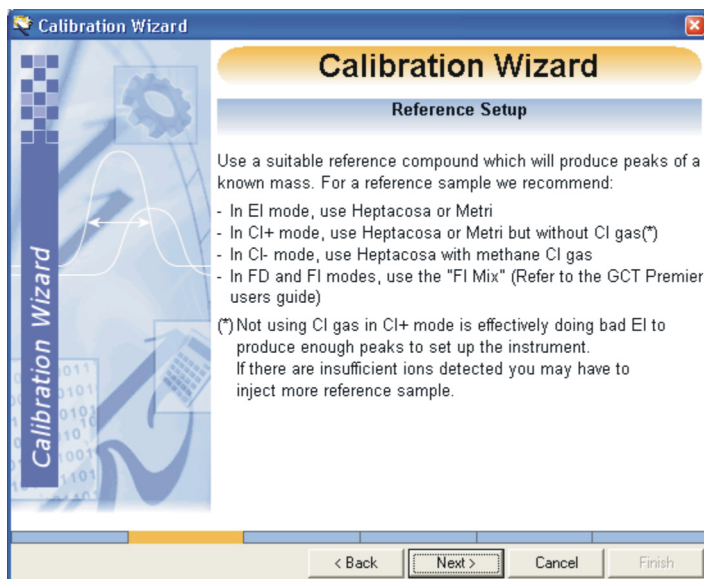 Calibration Wizard
Calibration Wizard
Reference Setup
Use a suitable reference compound which will produce peaks of a
known mass. For a reference sample we recommend:
- In EI mode, use Heptacosa or Metri
- In CI+ mode, use Heptacosa or Metri but without CI gas(*)
- In CI- mode, use Heptacosa with methane CI gas
- In FD and FI modes, use the "FI Mix" (Refer to the GCT Premier
users guide)
(*) Not using CI gas in CI+ mode is effectively doing bad EI to
produce enough peaks to set up the instrument.
If there are insufficient ions detected you may have to
inject more reference sample.
Calibration Wizard
< Back
Next >
Cancel
Finish